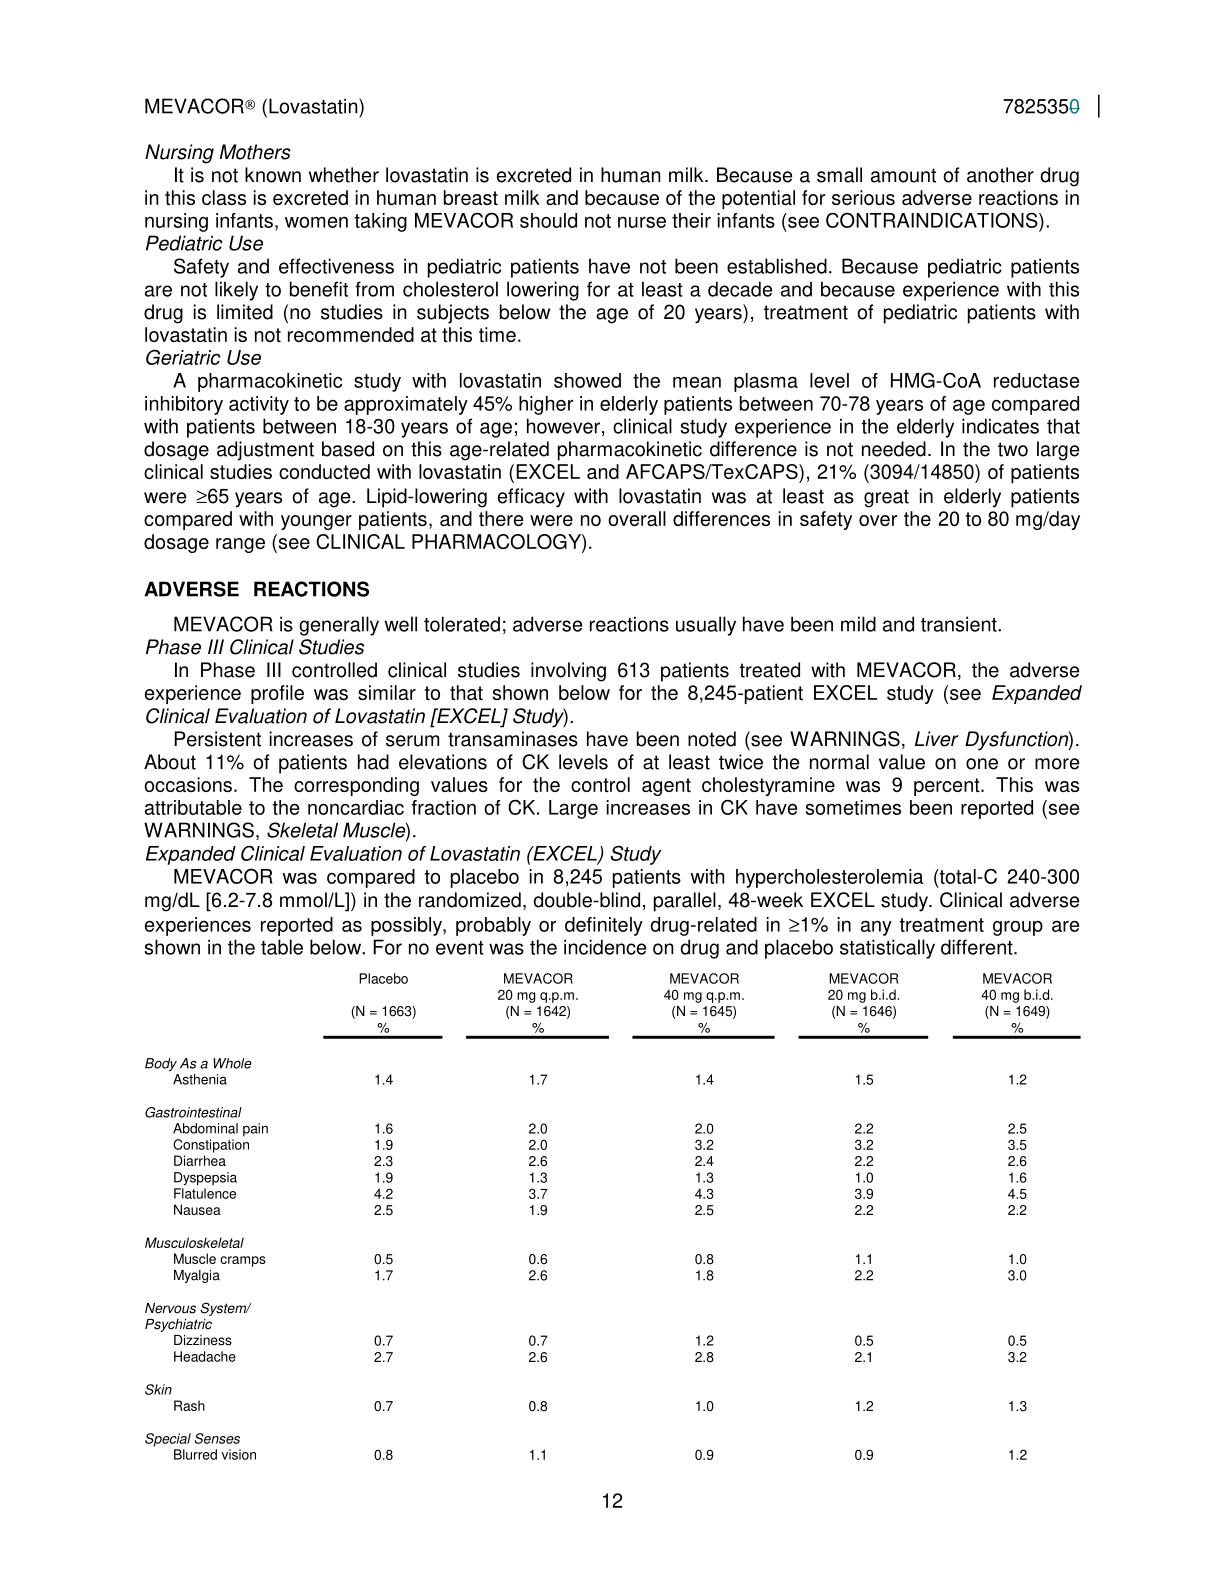 MEVACOR® (Lovastatin) 7825350
Nursing Mothers
It is not known whether lovastatin is excreted in human milk. Because a small amount of another drug
in this class is excreted in human breast milk and because of the potential for serious adverse reactions in
nursing infants, women taking MEVACOR should not nurse their infants (see CONTRAINDICATIONS).
Pediatric Use
Safety and effectiveness in pediatric patients have not been established. Because pediatric patients
are not likely to benefit from cholesterol lowering for at least a decade and because experience with this
drug is limited (no studies in subjects below the age of 20 years), treatment of pediatric patients with
lovastatin is not recommended at this time.
Geriatric Use
A pharmacokinetic study with lovastatin showed the mean plasma level of HMG-CoA reductase
inhibitory activity to be approximately 45% higher in elderly patients between 70-78 years of age compared
with patients between 18-30 years of age; however, clinical study experience in the elderly indicates that
dosage adjustment based on this age-related pharmacokinetic difference is not needed. In the two large
clinical studies conducted with lovastatin (EXCEL and AFCAPS/TexCAPS), 21% (3094/14850) of patients
were ≥65 years of age. Lipid-lowering efficacy with lovastatin was at least as great in elderly patients
compared with younger patients, and there were no overall differences in safety over the 20 to 80 mg/day
dosage range (see CLINICAL PHARMACOLOGY).
ADVERSE REACTIONS
MEVACOR is generally well tolerated; adverse reactions usually have been mild and transient.
Phase III Clinical Studies
In Phase III controlled clinical studies involving 613 patients treated with MEVACOR, the adverse
experience profile was similar to that shown below for the 8,245-patient EXCEL study (see Expanded
Clinical Evaluation of Lovastatin [EXCEL] Study).
Persistent increases of serum transaminases have been noted (see WARNINGS, Liver Dysfunction).
About 11% of patients had elevations of CK levels of at least twice the normal value on one or more
occasions. The corresponding values for the control agent cholestyramine was 9 percent. This was
attributable to the noncardiac fraction of CK. Large increases in CK have sometimes been reported (see
WARNINGS, Skeletal Muscle).
Expanded Clinical Evaluation of Lovastatin (EXCEL) Study
MEVACOR was compared to placebo in 8,245 patients with hypercholesterolemia (total-C 240-300
mg/dL [6.2-7.8 mmol/L]) in the randomized, double-blind, parallel, 48-week EXCEL study. Clinical adverse
experiences reported as possibly, probably or definitely drug-related in ≥1% in any treatment group are
shown in the table below. For no event was the incidence on drug and placebo statistically different.
Placebo MEVACOR MEVACOR MEVACOR MEVACOR
20 mg q.p.m. 40 mg q.p.m. 20 mg b.i.d. 40 mg b.i.d.
(N = 1663) (N = 1642) (N = 1645) (N = 1646) (N = 1649)
% % % % %
Body As a Whole
Asthenia 1.4 1.7 1.4 1.5 1.2
Gastrointestinal
Abdominal pain 1.6 2.0 2.0 2.2 2.5
Constipation 1.9 2.0 3.2 3.2 3.5
Diarrhea 2.3 2.6 2.4 2.2 2.6
Dyspepsia 1.9 1.3 1.3 1.0 1.6
Flatulence 4.2 3.7 4.3 3.9 4.5
Nausea 2.5 1.9 2.5 2.2 2.2
Musculoskeletal
Muscle cramps 0.5 0.6 0.8 1.1 1.0
Myalgia 1.7 2.6 1.8 2.2 3.0
Nervous System/
Psychiatric
Dizziness 0.7 0.7 1.2 0.5 0.5
Headache 2.7 2.6 2.8 2.1 3.2
Skin
Rash 0.7 0.8 1.0 1.2 1.3
Special Senses
Blurred vision 0.8 1.1 0.9 0.9 1.2
12